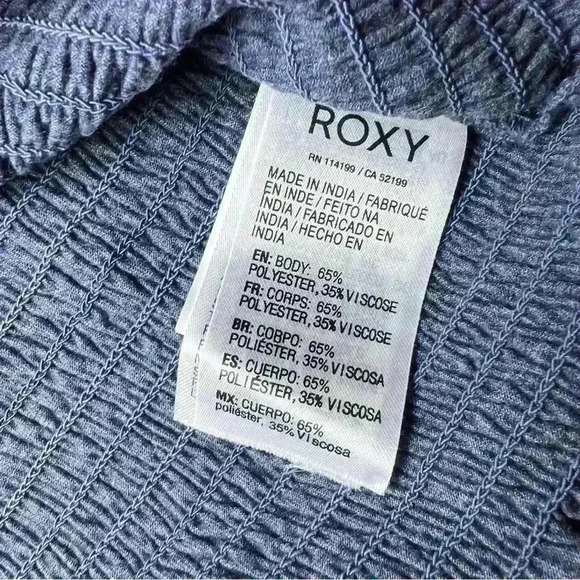 ROXY
RN 114199 / CA 52199
MADE IN INDIA / FABRIQUÉ
EN INDE / FEITO NA
INDIA / FABRICADO EN
INDIA / HECHO EN
INDIA
EN: BODY: 65%
POLYESTER, 35% VISCOSE
FR: CORPS: 65%
POLYESTER, 35% VISCOSE
BR: CORPO: 65%
POLIÉSTER, 35% VISCOSA
ES: CUERPO: 65%
POLIÉSTER, 35% VISCOSA
MX: CUERPO: 65%
poliéster, 35% Viscosa